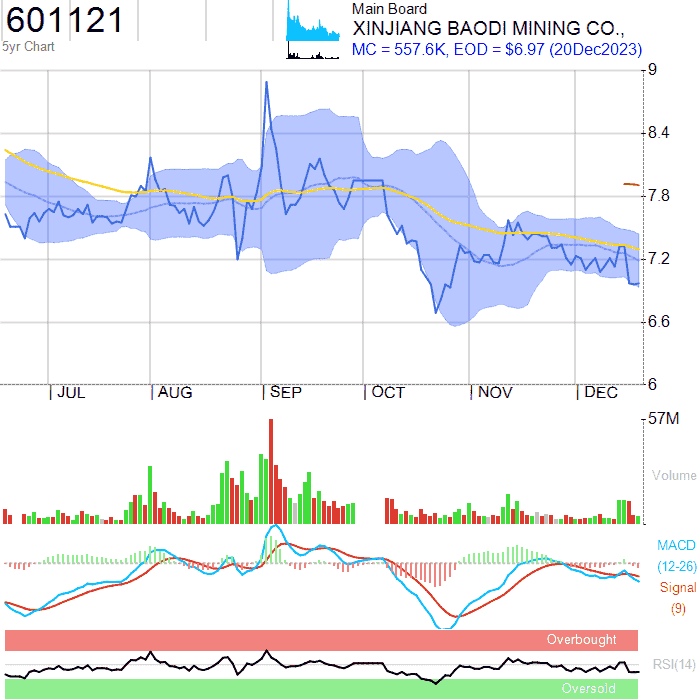 601121
5yr Chart
Main Board
XINJIANG BAODI MINING CO.,
MC = 557.6K, EOD = $6.97 (20Dec2023)
9
8.4
7.8
7.2
6.6
6
JUL AUG SEP OCT NOV DEC
57M
Volume
MACD
(12-26)
Signal
(9)
Overbought
RSI(14)
Oversold